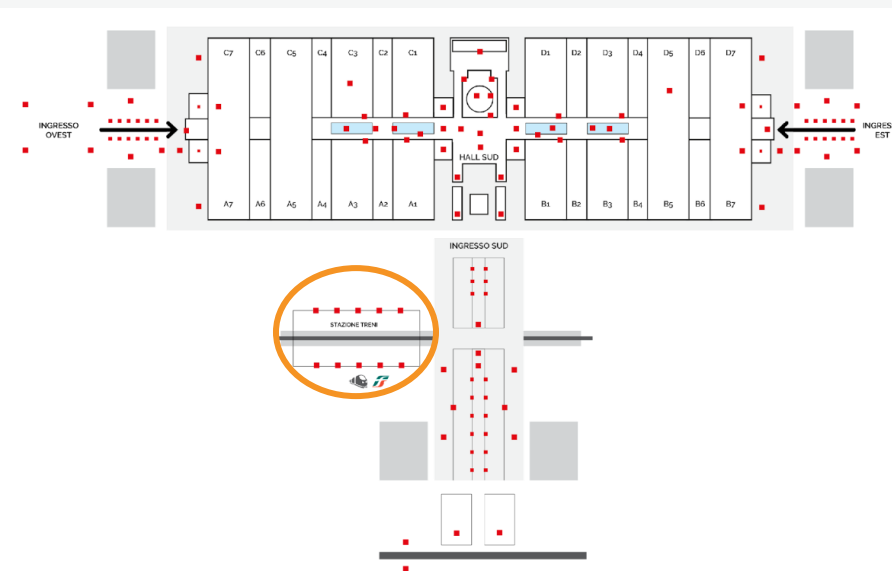 C7 C6 C5 C4 C3 C2 C1 D1 D2 D3 D4 D5 D6 D7
INGRESSO
OVEST
INGRES
EST
HALL SUD
A7 A6 A5 A4 A3 A2 A1 B1 B2 B3 B4 B5 B6 B7
INGRESSO SUD
STAZIONE TRENI